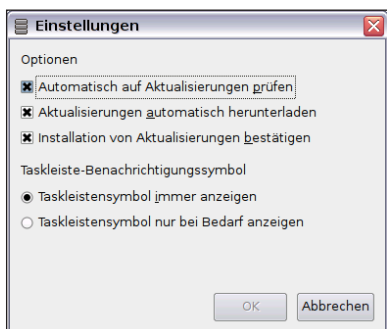 Einstellungen
Optionen
Automatisch auf Aktualisierungen prüfen
Aktualisierungen automatisch herunterladen
Installation von Aktualisierungen bestätigen
Taskleiste-Benachrichtigungssymbol
Taskleistensymbol immer anzeigen
Taskleistensymbol nur bei Bedarf anzeigen
OK Abbrechen